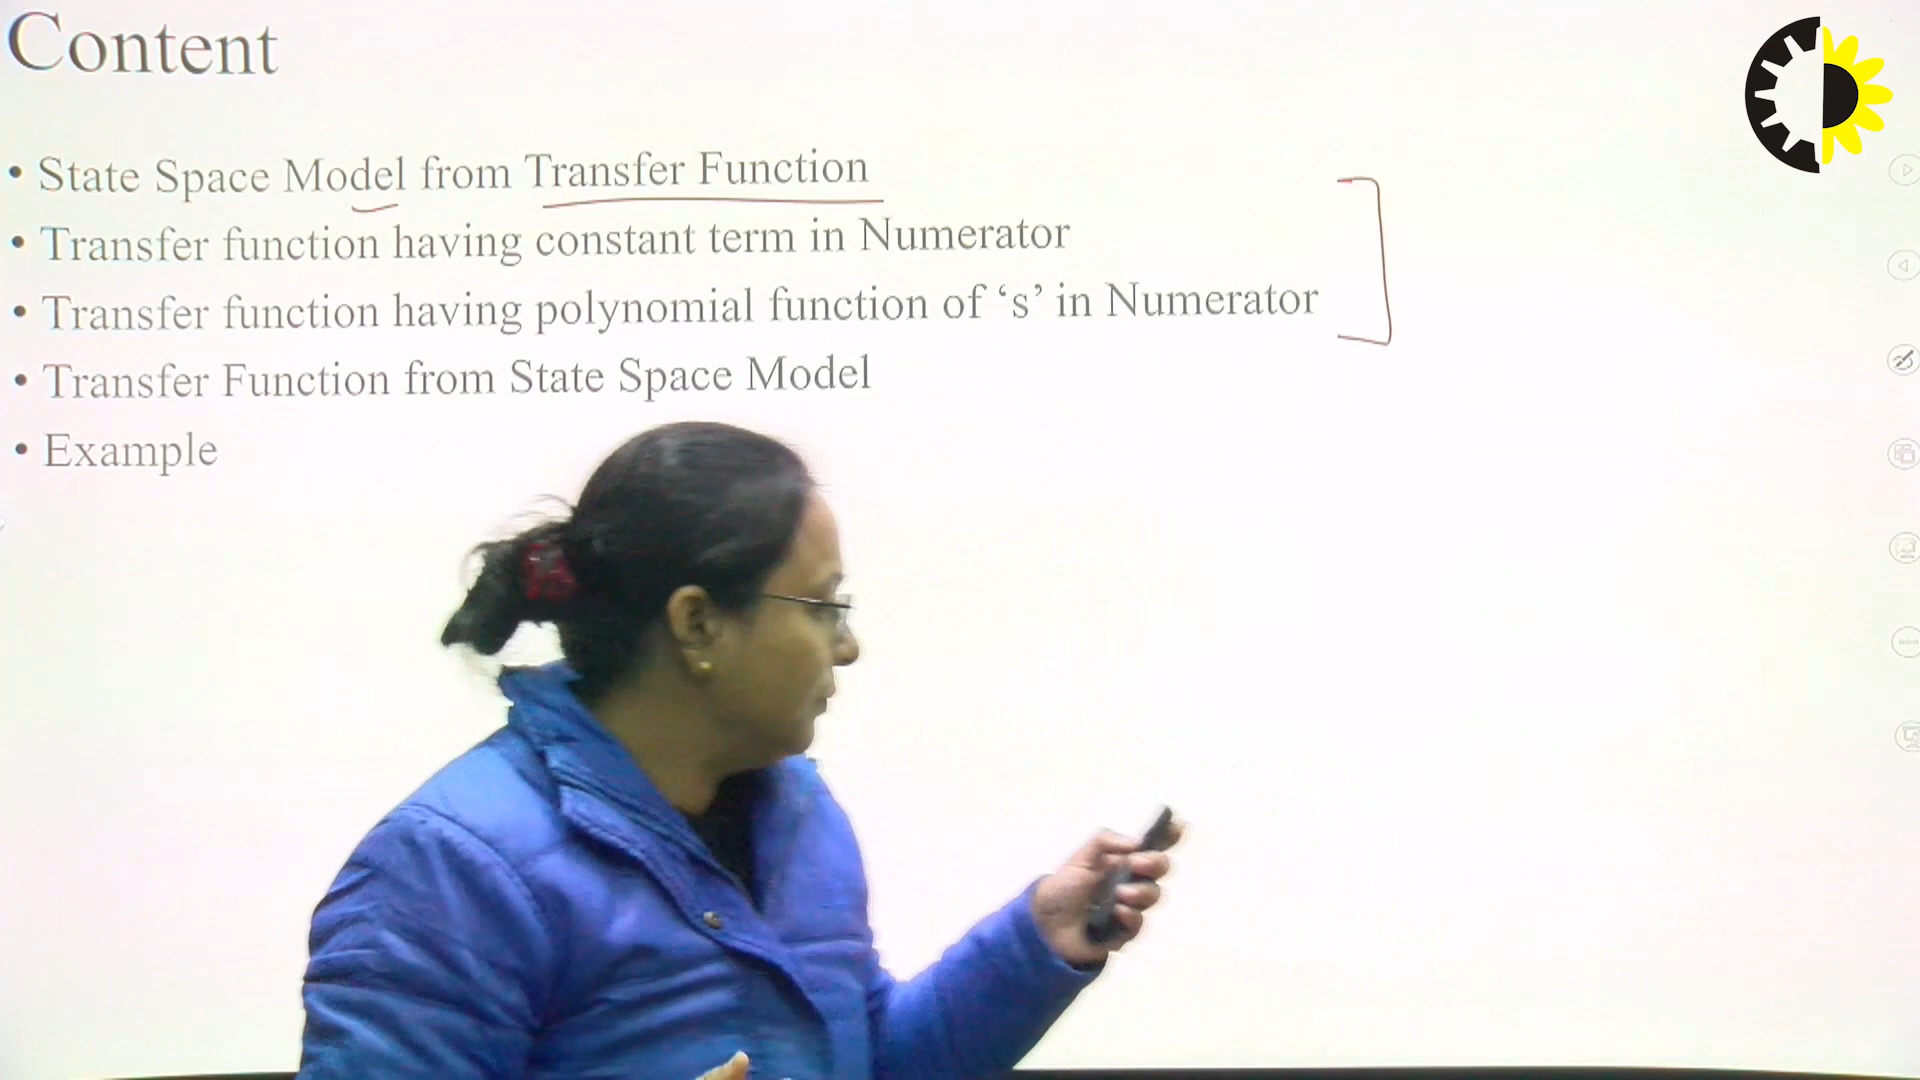 Content
• State Space Model from Transfer Function
• Transfer function having constant term in Numerator
• Transfer function having polynomial function of ‘s’ in Numerator
• Transfer Function from State Space Model
• Example